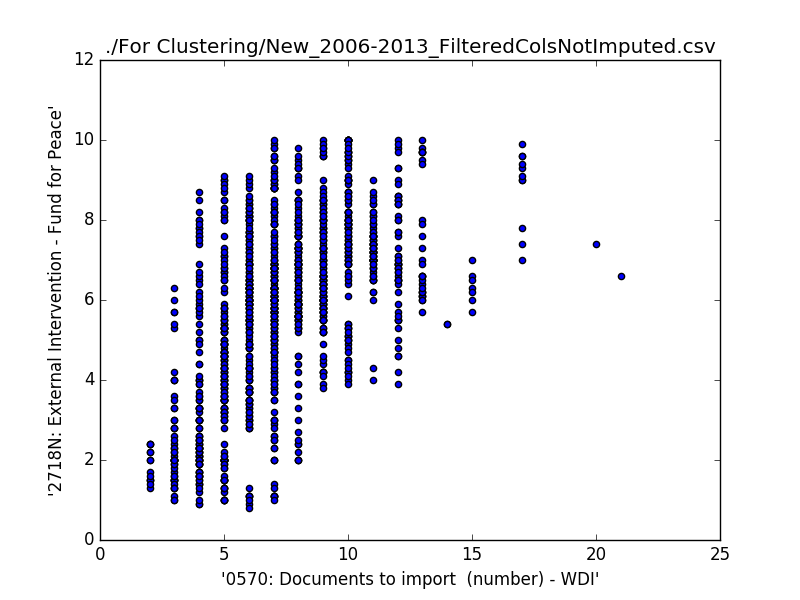 ./For Clustering/New_2006-2013_FilteredColsNotImputed.csv
12
10
8
6
4
2
0
'2718N: External Intervention - Fund for Peace'
0 5 10 15 20 25
'0570: Documents to import  (number) - WDI'